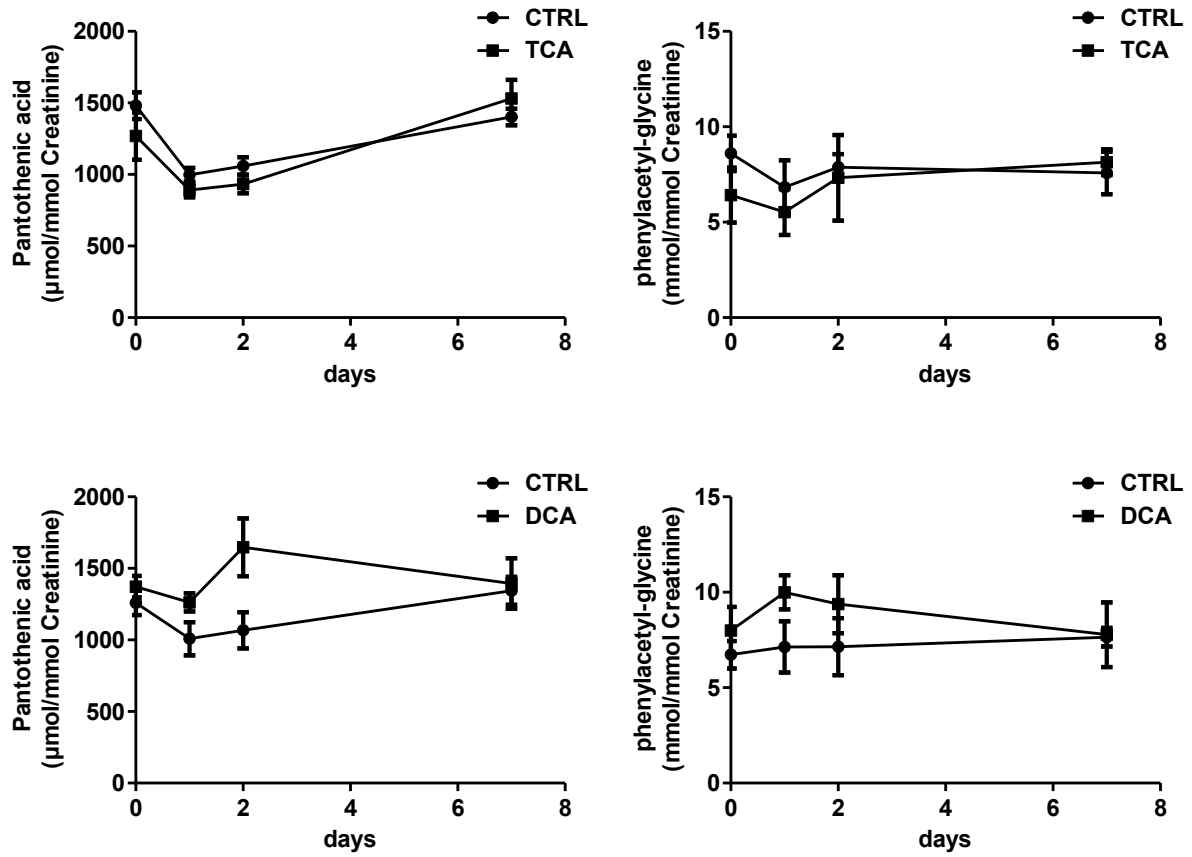 CTRL
TCA
Pantothenic acid
(µmol/mmol Creatinine)
2000
1500
1000
500
0
0 2 4 6 8
days
CTRL
TCA
phenylacetyl-glycine
(mmol/mmol Creatinine)
15
10
5
0
0 2 4 6 8
days
CTRL
DCA
Pantothenic acid
(µmol/mmol Creatinine)
2000
1500
1000
500
0
0 2 4 6 8
days
CTRL
DCA
phenylacetyl-glycine
(mmol/mmol Creatinine)
15
10
5
0
0 2 4 6 8
days